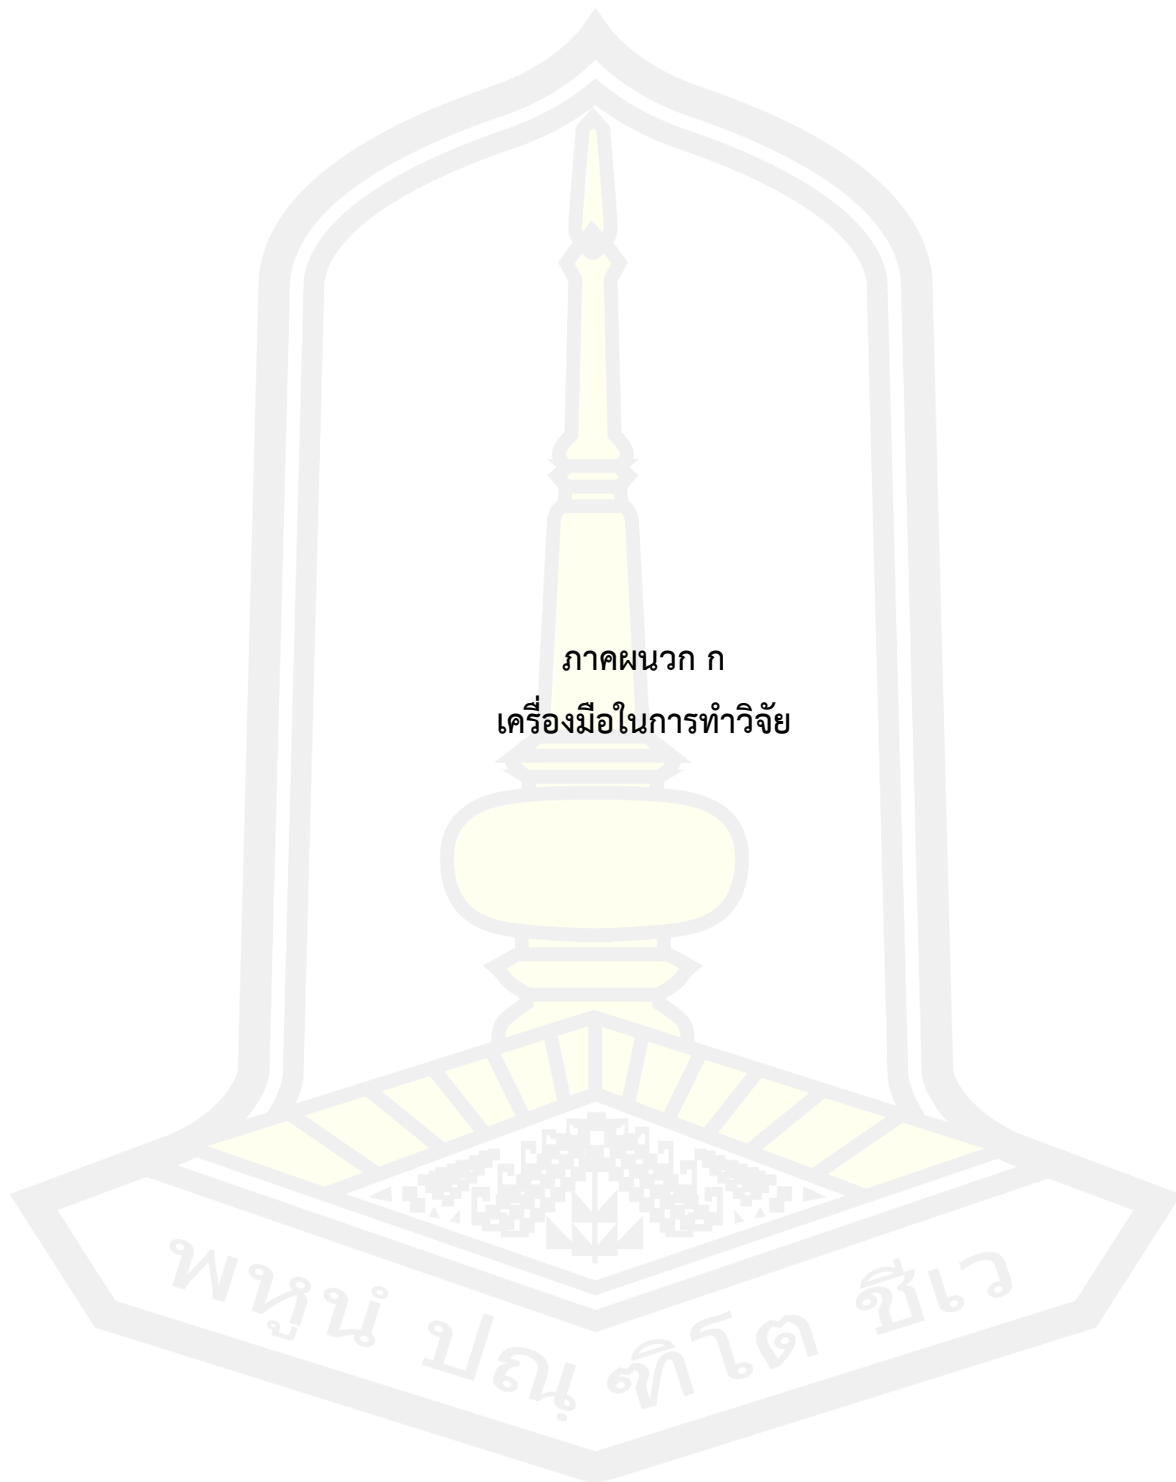 ภาคผนวก ก
เครื่องมือในการทำวิจัย
พหูนํ ปณฺฑิโต ชีเว